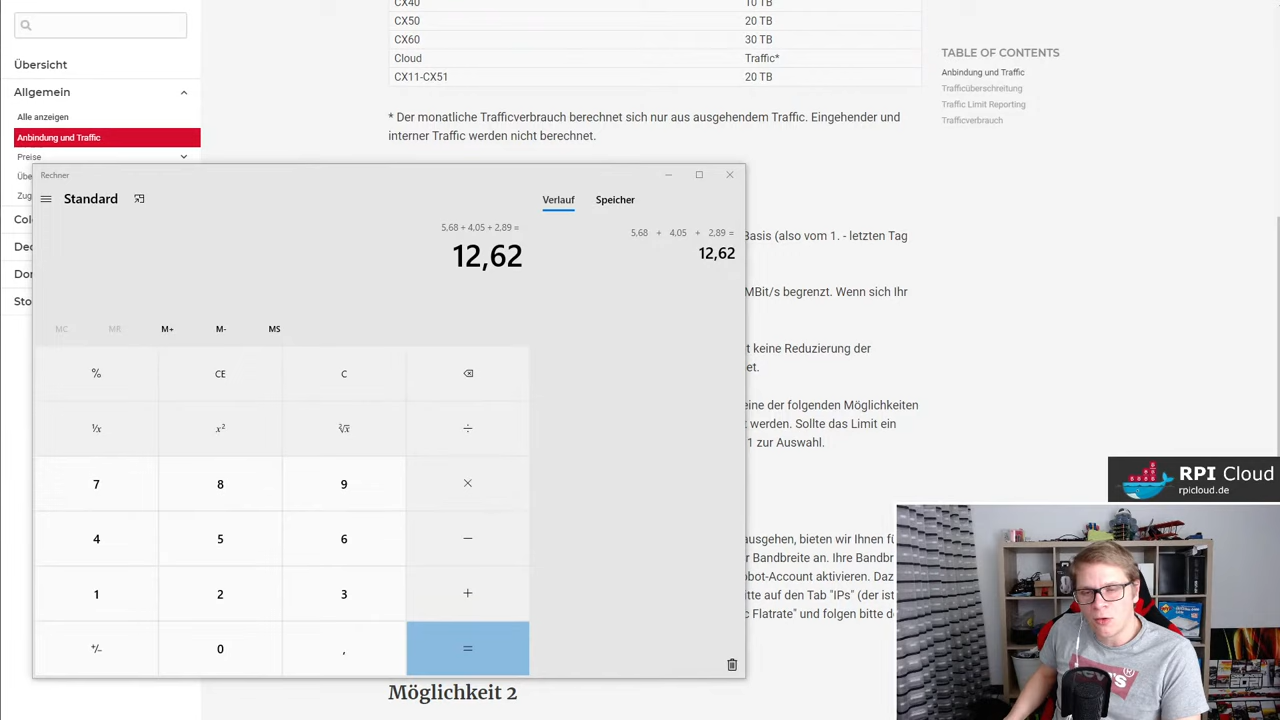 CX40 10 TB
CX50 20 TB
CX60 30 TB
Cloud Traffic*
CX11-CX51 20 TB
Übersicht
Allgemein
Alle anzeigen
Anbindung und Traffic
Preise
Übe
Zug
Col
Dec
Don
Sto
TABLE OF CONTENTS
Anbindung und Traffic
Trafficüberschreitung
Traffic Limit Reporting
Trafficverbrauch
* Der monatliche Trafficverbrauch berechnet sich nur aus ausgehendem Traffic. Eingehender und
interner Traffic werden nicht berechnet.
Rechner
Standard
Verlauf Speicher
5,68 + 4,05 + 2,89 =
12,62
5,68 + 4,05 + 2,89 =
12,62
MC MR M+ M- MS
% CE C
¹/x x² ²√x ÷
7 8 9 ×
4 5 6 −
1 2 3 +
+/- 0 , =
Basis (also vom 1. - letzten Tag
MBit/s begrenzt. Wenn sich Ihr
t keine Reduzierung der
et.
eine der folgenden Möglichkeiten
werden. Sollte das Limit ein
1 zur Auswahl.
ausgehen, bieten wir Ihnen fü
r Bandbreite an. Ihre Bandbr
obot-Account aktivieren. Daz
itte auf den Tab "IPs" (der ist
c Flatrate" und folgen bitte d
Möglichkeit 2
RPI Cloud
rpicloud.de